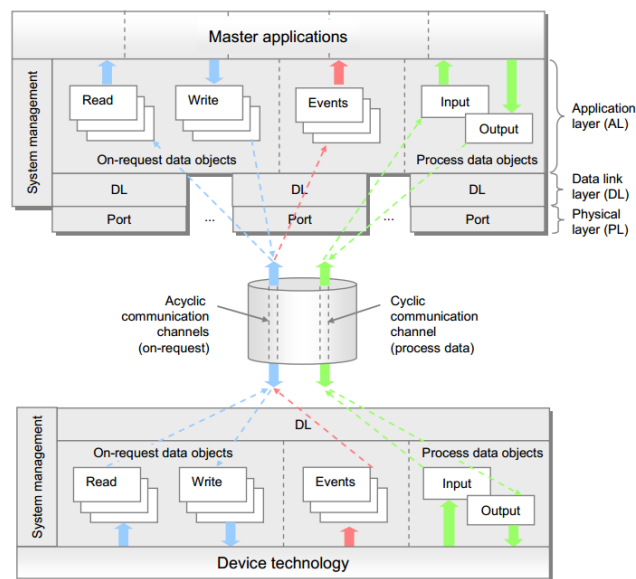 Master applications
System management
Read
Write
Events
Input
Output
On-request data objects
Process data objects
Application
layer (AL)
DL
DL
DL
Data link
layer (DL)
Port
...
Port
...
Port
Physical
layer (PL)
Acyclic
communication
channels
(on-request)
Cyclic
communication
channel
(process data)
System management
DL
On-request data objects
Process data objects
Read
Write
Events
Input
Output
Device technology